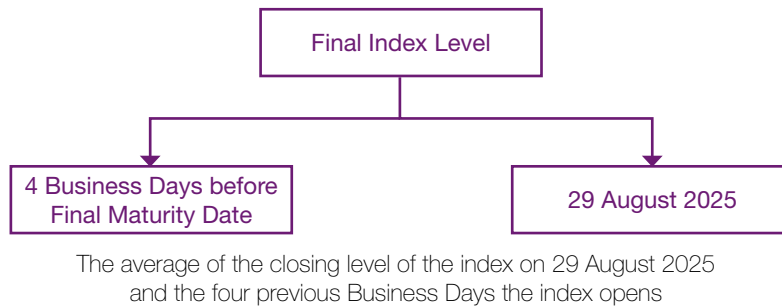 Final Index Level
4 Business Days before
Final Maturity Date
29 August 2025
The average of the closing level of the index on 29 August 2025
and the four previous Business Days the index opens